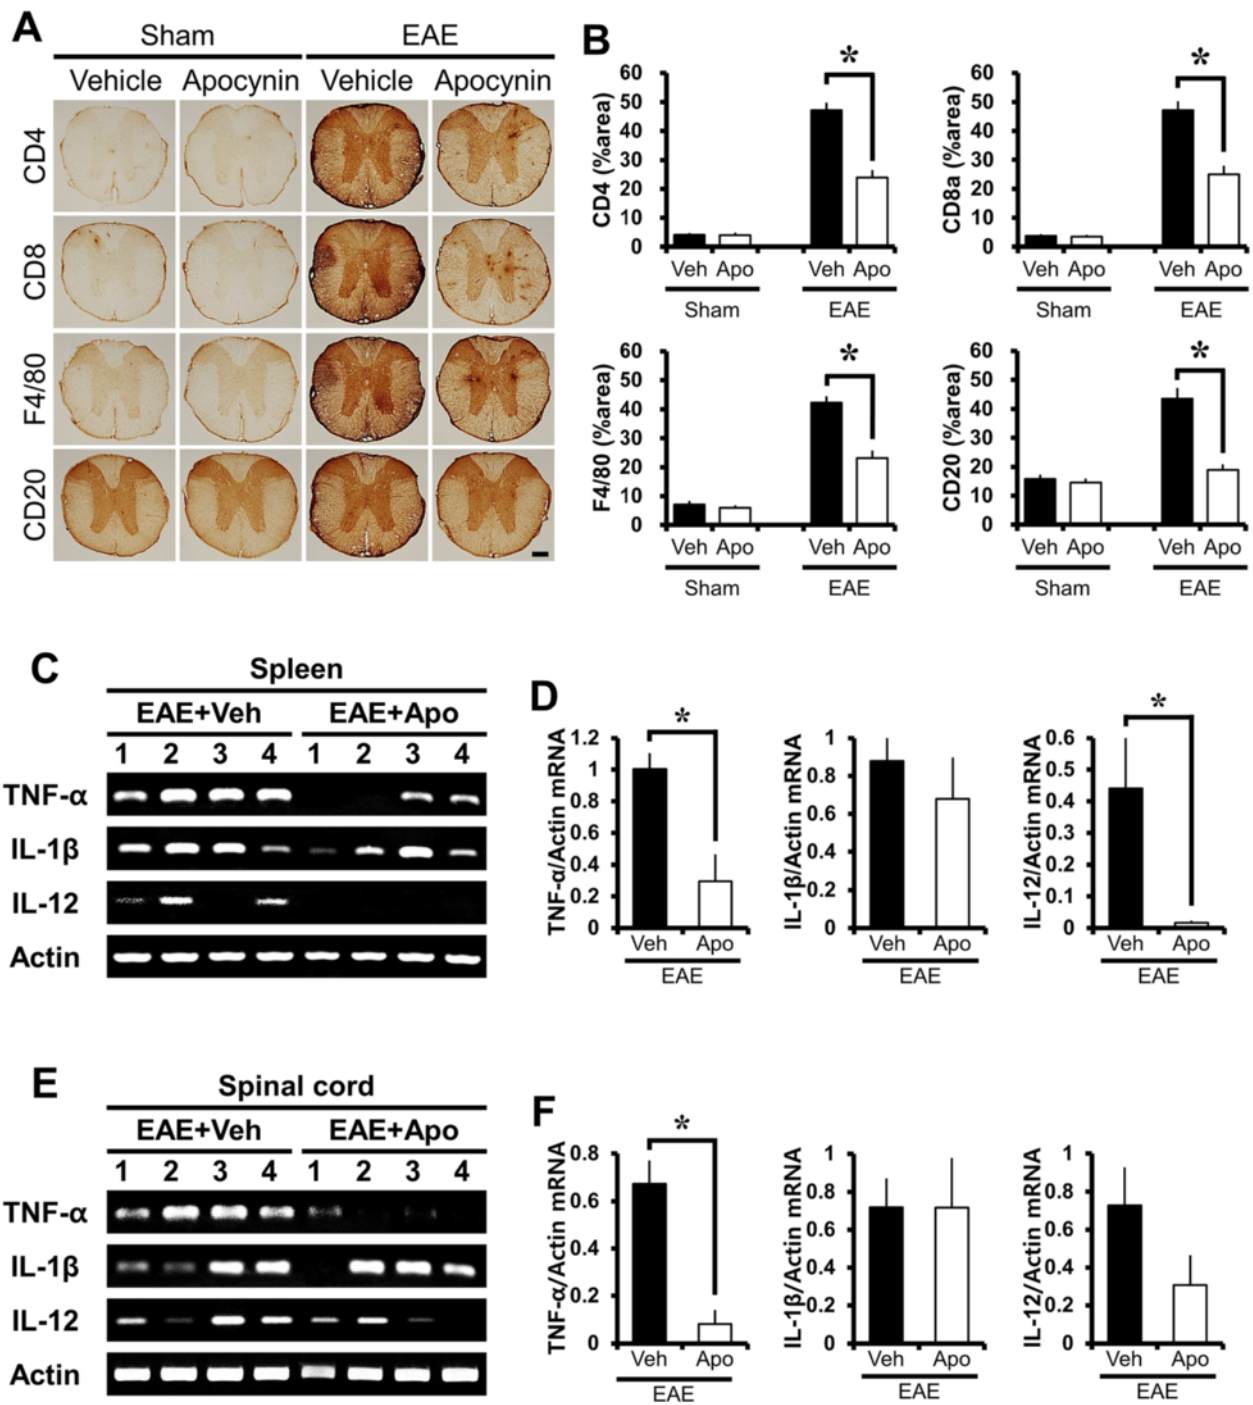 A
Sham EAE
Vehicle Apocynin Vehicle Apocynin
CD4
CD8
F4/80
CD20
B
CD4 (%area)
60
50
40
30
20
10
0
Veh Apo Veh Apo
Sham EAE
*
CD8a (%area)
60
50
40
30
20
10
0
Veh Apo Veh Apo
Sham EAE
*
F4/80 (%area)
60
50
40
30
20
10
0
Veh Apo Veh Apo
Sham EAE
*
CD20 (%area)
60
50
40
30
20
10
0
Veh Apo Veh Apo
Sham EAE
*
C
Spleen
EAE+Veh EAE+Apo
1 2 3 4 1 2 3 4
TNF-α
IL-1β
IL-12
Actin
D
TNF-α/Actin mRNA
1.2
1
0.8
0.6
0.4
0.2
0
Veh Apo
EAE
*
IL-1β/Actin mRNA
1
0.8
0.6
0.4
0.2
0
Veh Apo
EAE
IL-12/Actin mRNA
0.6
0.5
0.4
0.3
0.2
0.1
0
Veh Apo
EAE
*
E
Spinal cord
EAE+Veh EAE+Apo
1 2 3 4 1 2 3 4
TNF-α
IL-1β
IL-12
Actin
F
TNF-α/Actin mRNA
0.8
0.6
0.4
0.2
0
Veh Apo
EAE
*
IL-1β/Actin mRNA
1
0.8
0.6
0.4
0.2
0
Veh Apo
EAE
IL-12/Actin mRNA
1
0.8
0.6
0.4
0.2
0
Veh Apo
EAE